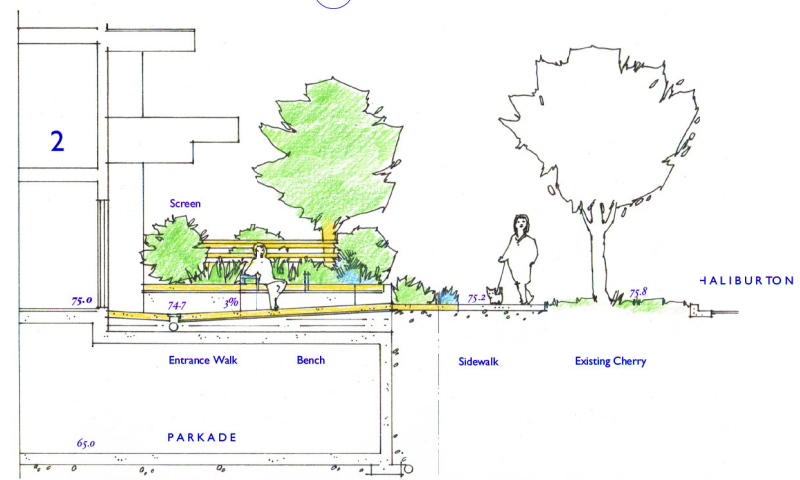 2
Screen
HALIBURTON
75.0
74.7
3%
75.2
75.8
Entrance Walk
Bench
Sidewalk
Existing Cherry
PARKADE
65.0